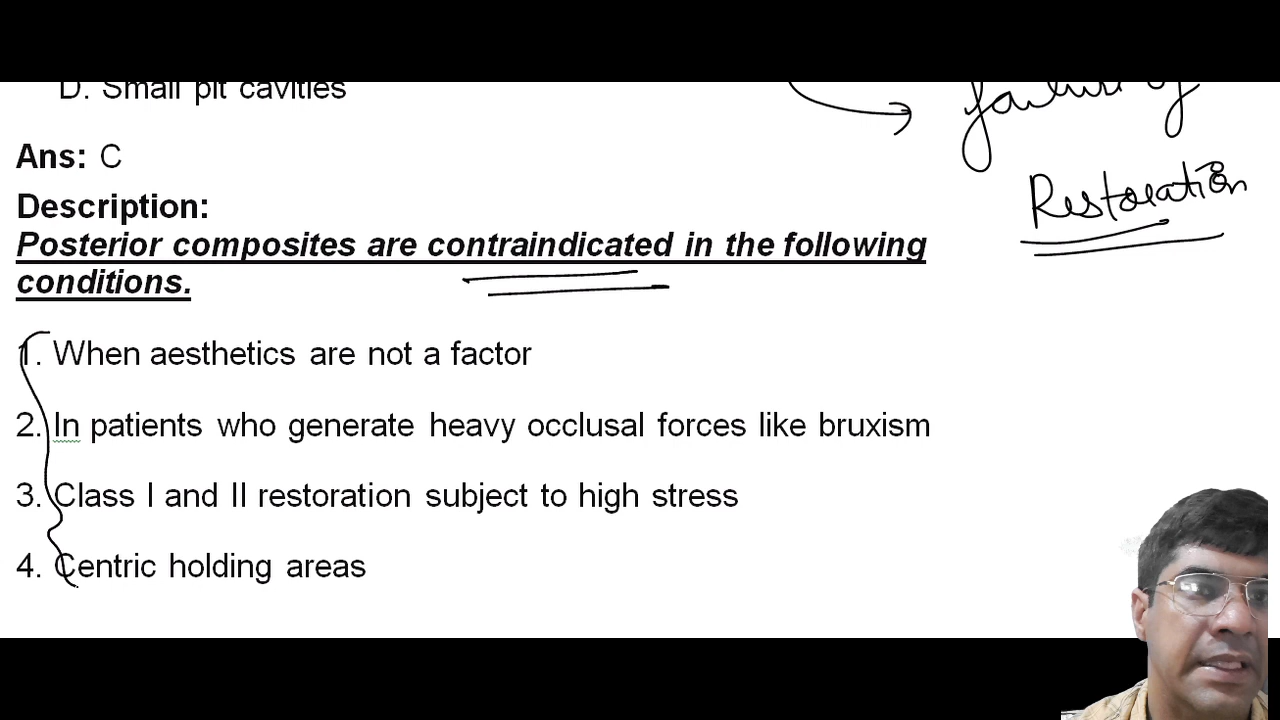 D. Small pit cavities
failure of
Ans: C
Restoration
Description:
Posterior composites are contraindicated in the following
conditions.
1. When aesthetics are not a factor
2. In patients who generate heavy occlusal forces like bruxism
3. Class I and II restoration subject to high stress
4. Centric holding areas